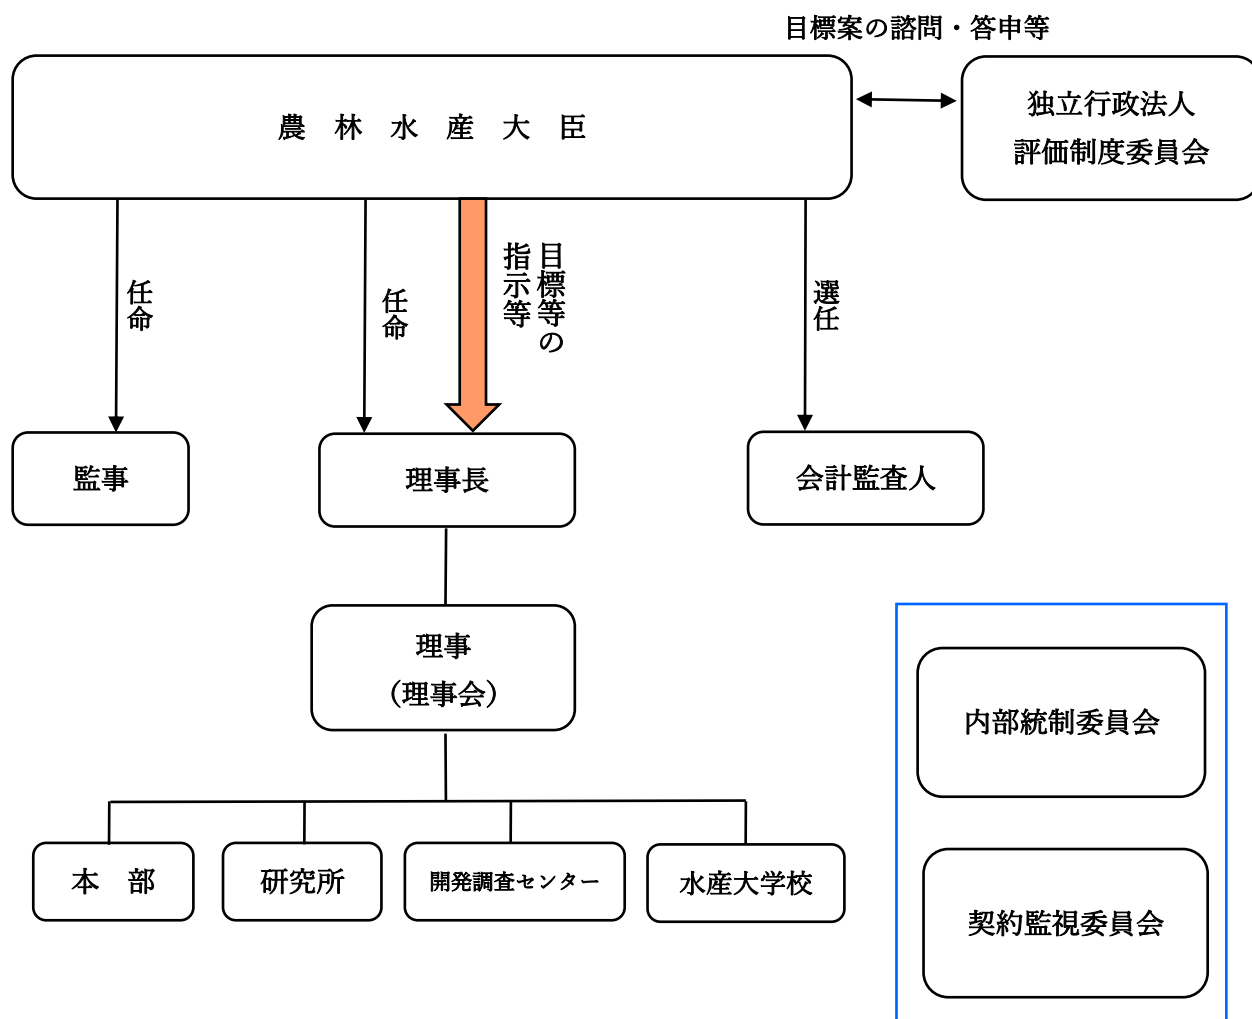 目標案の諮問・答申等
農　林　水　産　大　臣
独立行政法人
評価制度委員会
任命
任命
目標等の
指示等
選任
監事
理事長
会計監査人
理事
（理事会）
内部統制委員会
本　部
研究所
開発調査センター
水産大学校
契約監視委員会